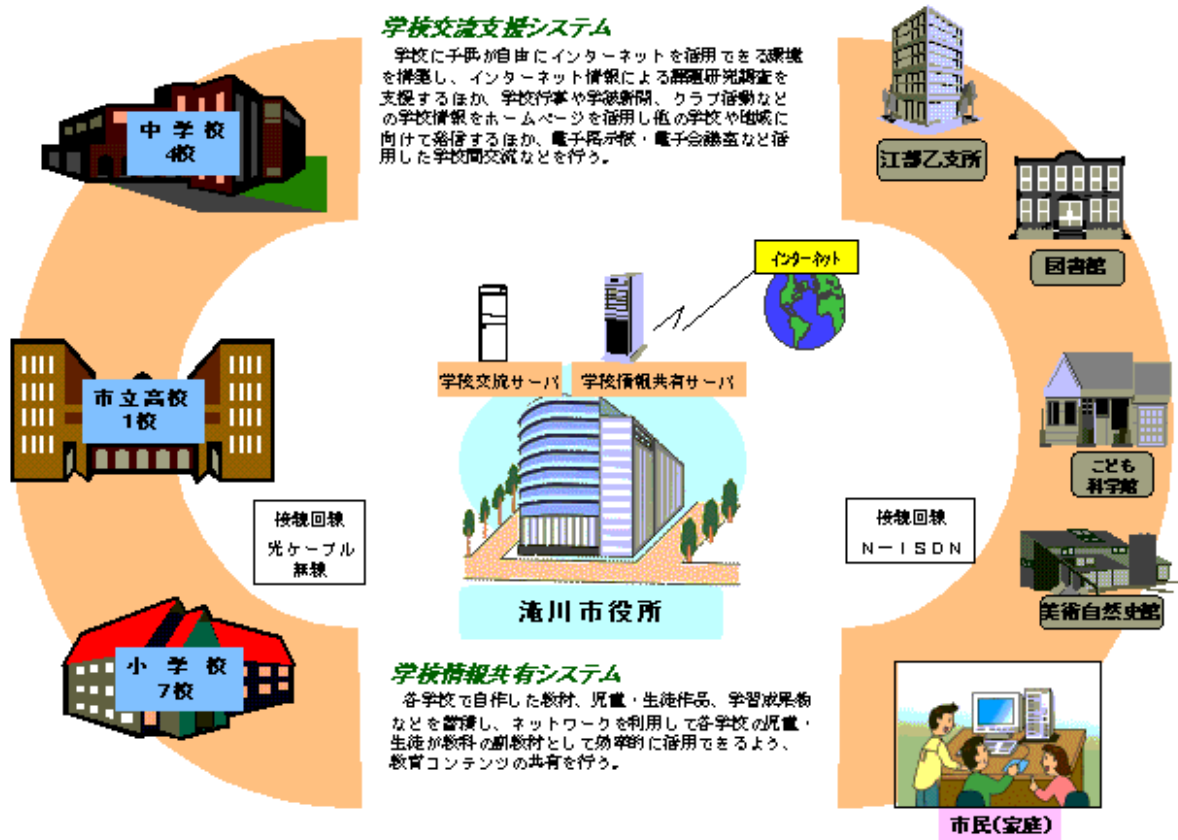 学校交流支援システム
学校に子供が自由にインターネットを活用できる環境
を構築し、インターネット情報による課題研究調査を
支援するほか、学校行事や学級新聞、クラブ活動など
の学校情報をホームページを活用し他の学校や地域に
向けて発信するほか、電子掲示板・電子会議室など活
用した学校間交流などを行う。
中学校
4校
江部乙支所
図書館
インターネット
学校交流サーバ
学校情報共有サーバ
市立高校
1校
こども
科学館
接続回線
光ケーブル
無線
接続回線
N－ISDN
滝川市役所
美術自然史館
小学校
7校
学校情報共有システム
各学校で自作した教材、児童・生徒作品、学習成果物
などを蓄積し、ネットワークを利用して各学校の児童・
生徒が教科の副教材として効率的に活用できるよう、
教育コンテンツの共有を行う。
市民(家庭)